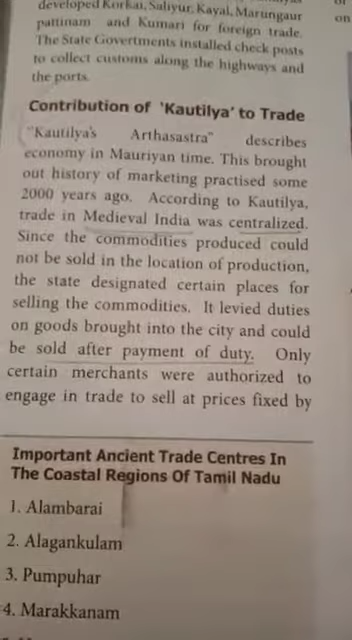 developed Korkai, Saliyur, Kayal, Marungaur
pattinam and Kumari for foreign trade.
The State Govertments installed check posts
to collect customs along the highways and
the ports.
Contribution of 'Kautilya' to Trade
"Kautilya's Arthasastra" describes
economy in Mauriyan time. This brought
out history of marketing practised some
2000 years ago. According to Kautilya,
trade in Medieval India was centralized.
Since the commodities produced could
not be sold in the location of production,
the state designated certain places for
selling the commodities. It levied duties
on goods brought into the city and could
be sold after payment of duty. Only
certain merchants were authorized to
engage in trade to sell at prices fixed by
Important Ancient Trade Centres In
The Coastal Regions Of Tamil Nadu
1. Alambarai
2. Alagankulam
3. Pumpuhar
4. Marakkanam
on